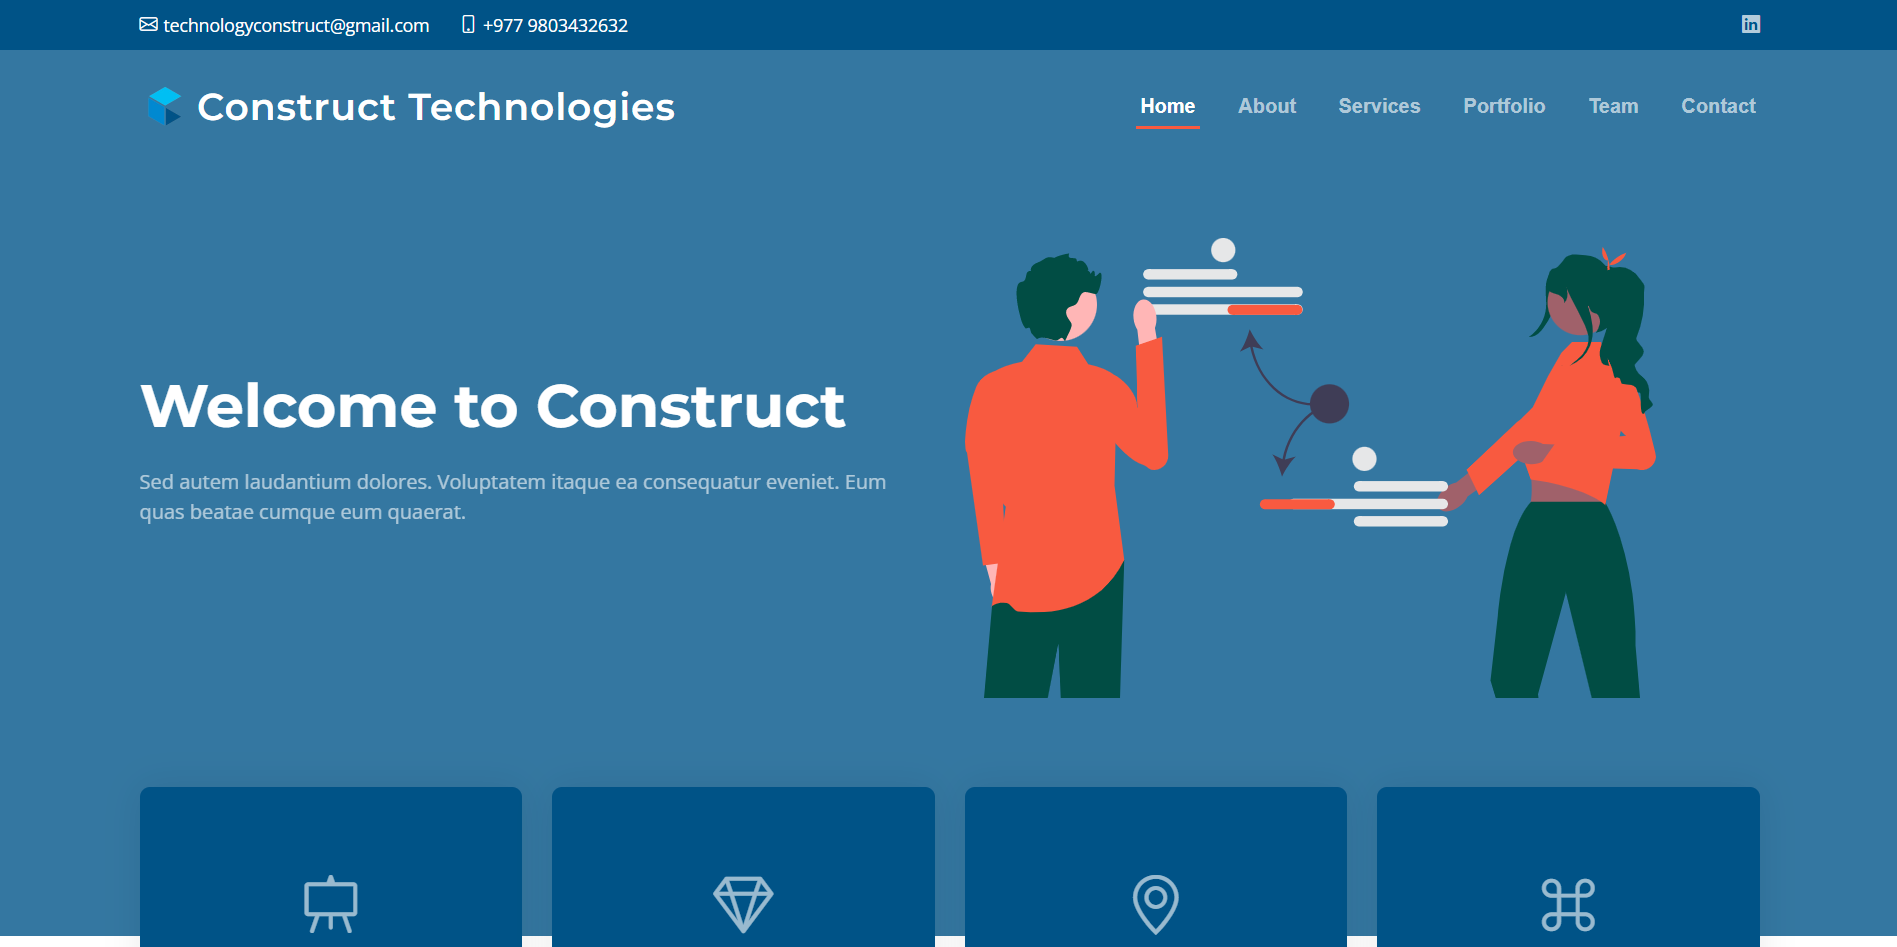 technologyconstruct@gmail.com +977 9803432632
Construct Technologies
Home About Services Portfolio Team Contact
Welcome to Construct
Sed autem laudantium dolores. Voluptatem itaque ea consequatur eveniet. Eum
quas beatae cumque eum quaerat.